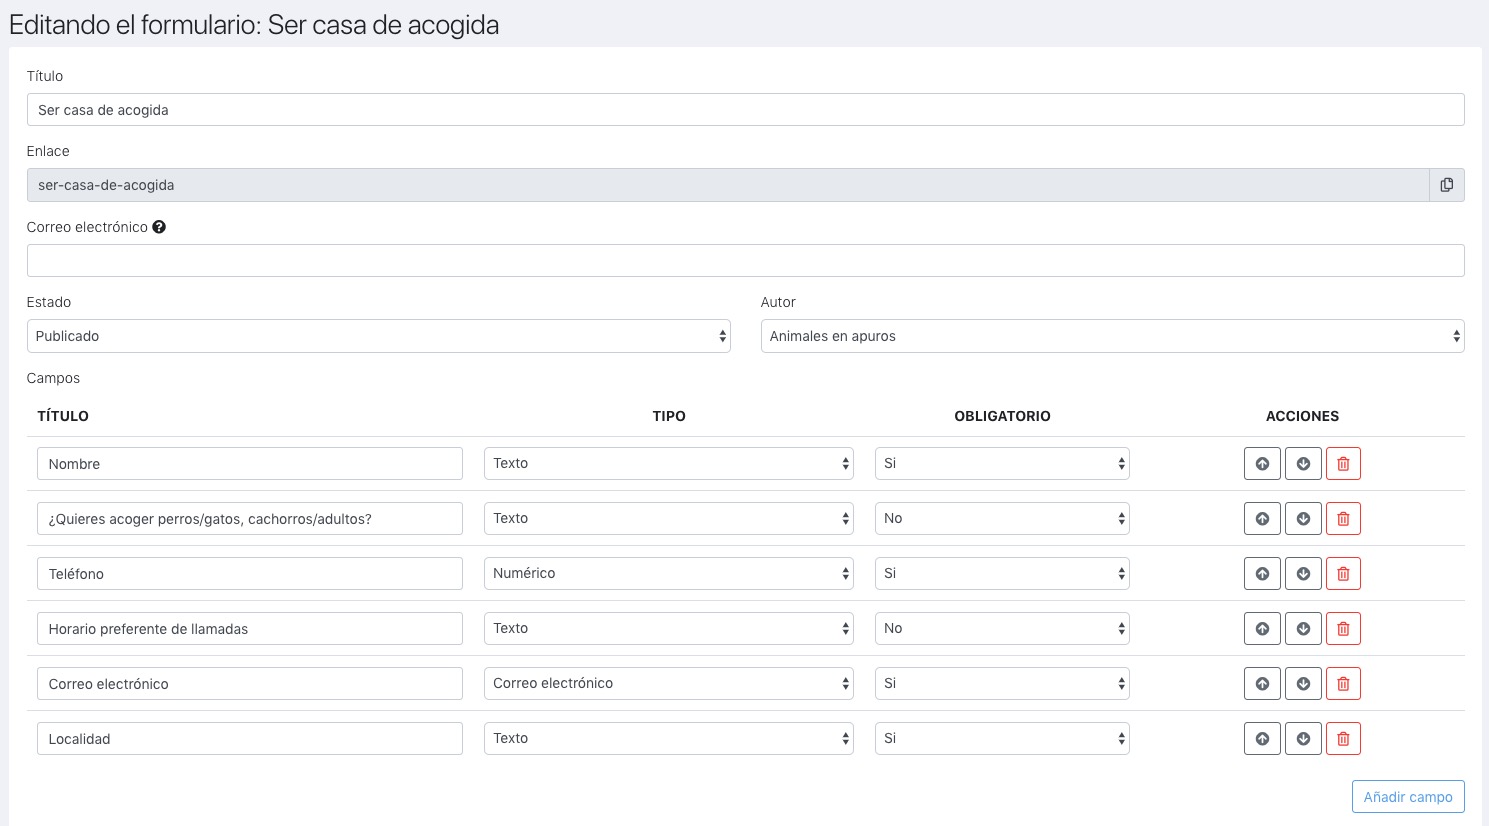 Editando el formulario: Ser casa de acogida
Título
Ser casa de acogida
Enlace
ser-casa-de-acogida
Correo electrónico ?
Estado
Autor
Publicado
Animales en apuros
Campos
TÍTULO TIPO OBLIGATORIO ACCIONES
Nombre Texto Si
¿Quieres acoger perros/gatos, cachorros/adultos? Texto No
Teléfono Numérico Si
Horario preferente de llamadas Texto No
Correo electrónico Correo electrónico Si
Localidad Texto Si
Añadir campo